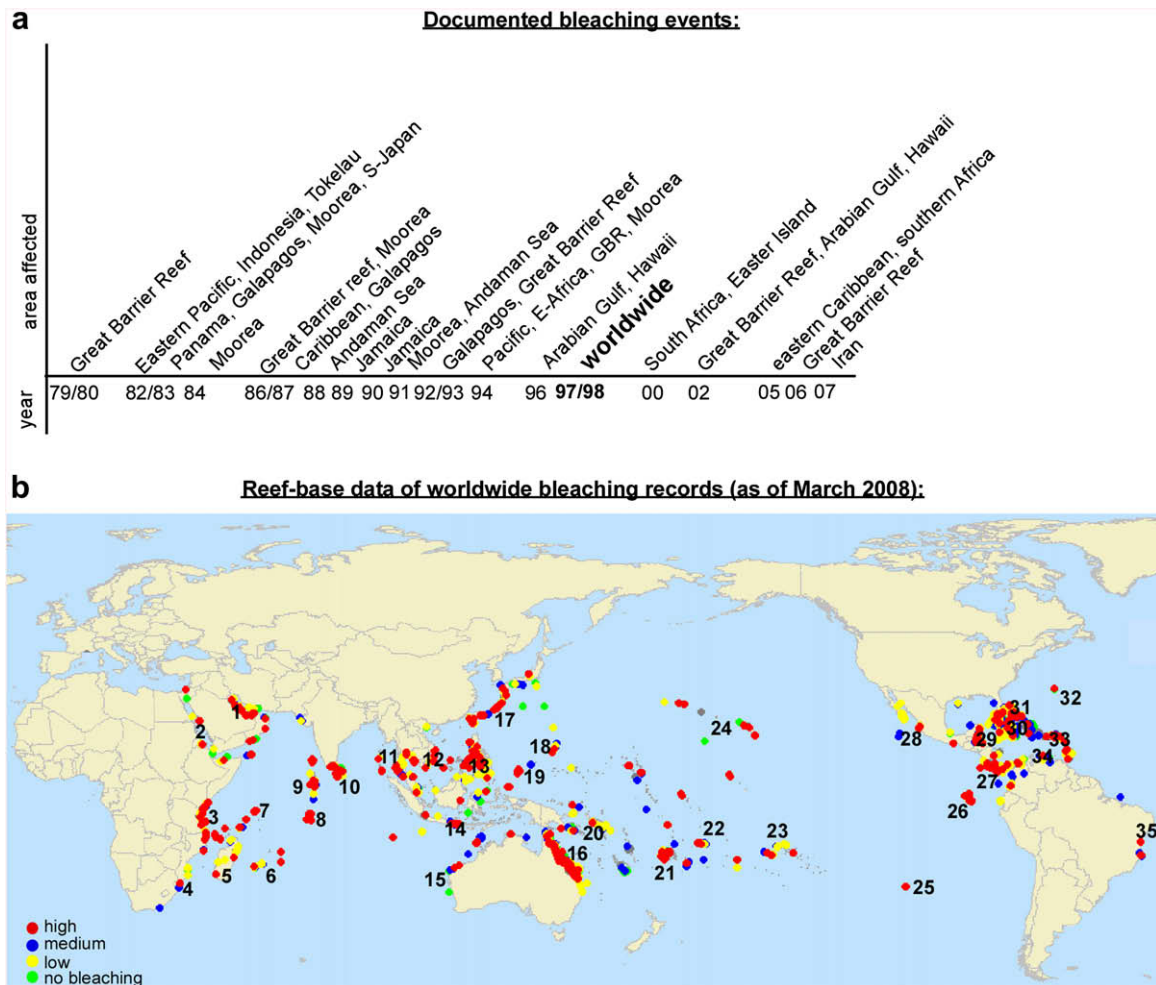 a
Documented bleaching events:
area affected
Great Barrier Reef
Eastern Pacific, Indonesia, Tokelau
Panama, Galapagos, Moorea, S-Japan
Moorea
Great Barrier reef, Moorea
Caribbean, Galapagos
Andaman Sea
Jamaica
Jamaica
Moorea, Andaman Sea
Galapagos, Great Barrier Reef
Pacific, E-Africa, GBR, Moorea
Arabian Gulf, Hawaii
worldwide
South Africa, Easter Island
Great Barrier Reef, Arabian Gulf, Hawaii
eastern Caribbean, southern Africa
Great Barrier Reef
Iran
year
79/80 82/83 84 86/87 88 89 90 91 92/93 94 96 97/98 00 02 05 06 07
b
Reef-base data of worldwide bleaching records (as of March 2008):
1
2
3
4
5
6
7
8
9
10
11
12
13
14
15
16
17
18
19
20
21
22
23
24
25
26
27
28
29
30
31
32
33
34
35
high
medium
low
no bleaching